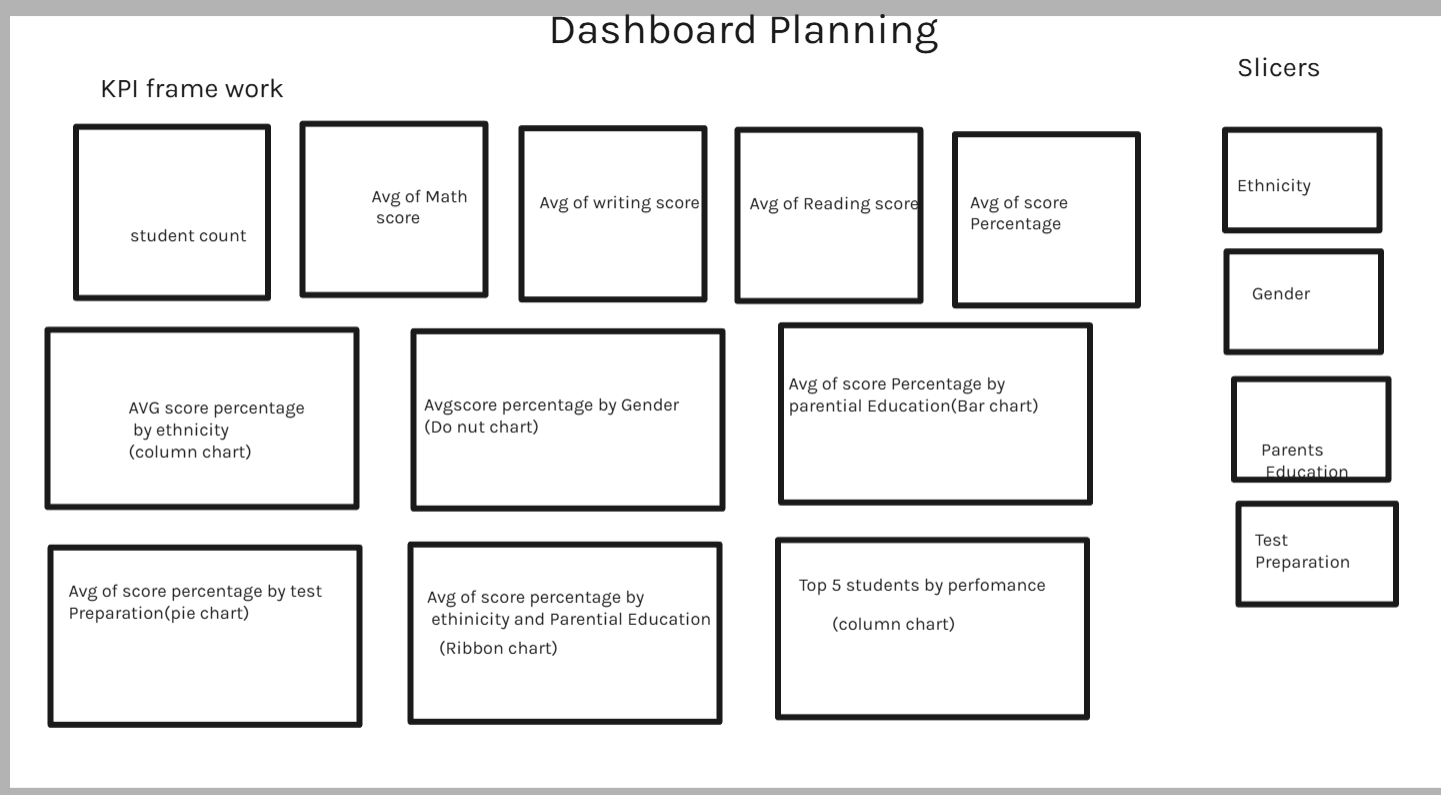 Dashboard Planning
Slicers
KPI frame work
student count
Avg of Math
score
Avg of writing score
Avg of Reading score
Avg of score
Percentage
Ethnicity
Gender
Parents
Education
Test
Preparation
AVG score percentage
by ethnicity
(column chart)
Avgscore percentage by Gender
(Do nut chart)
Avg of score Percentage by
parential Education(Bar chart)
Avg of score percentage by test
Preparation(pie chart)
Avg of score percentage by
ethinicity and Parential Education
(Ribbon chart)
Top 5 students by perfomance
(column chart)